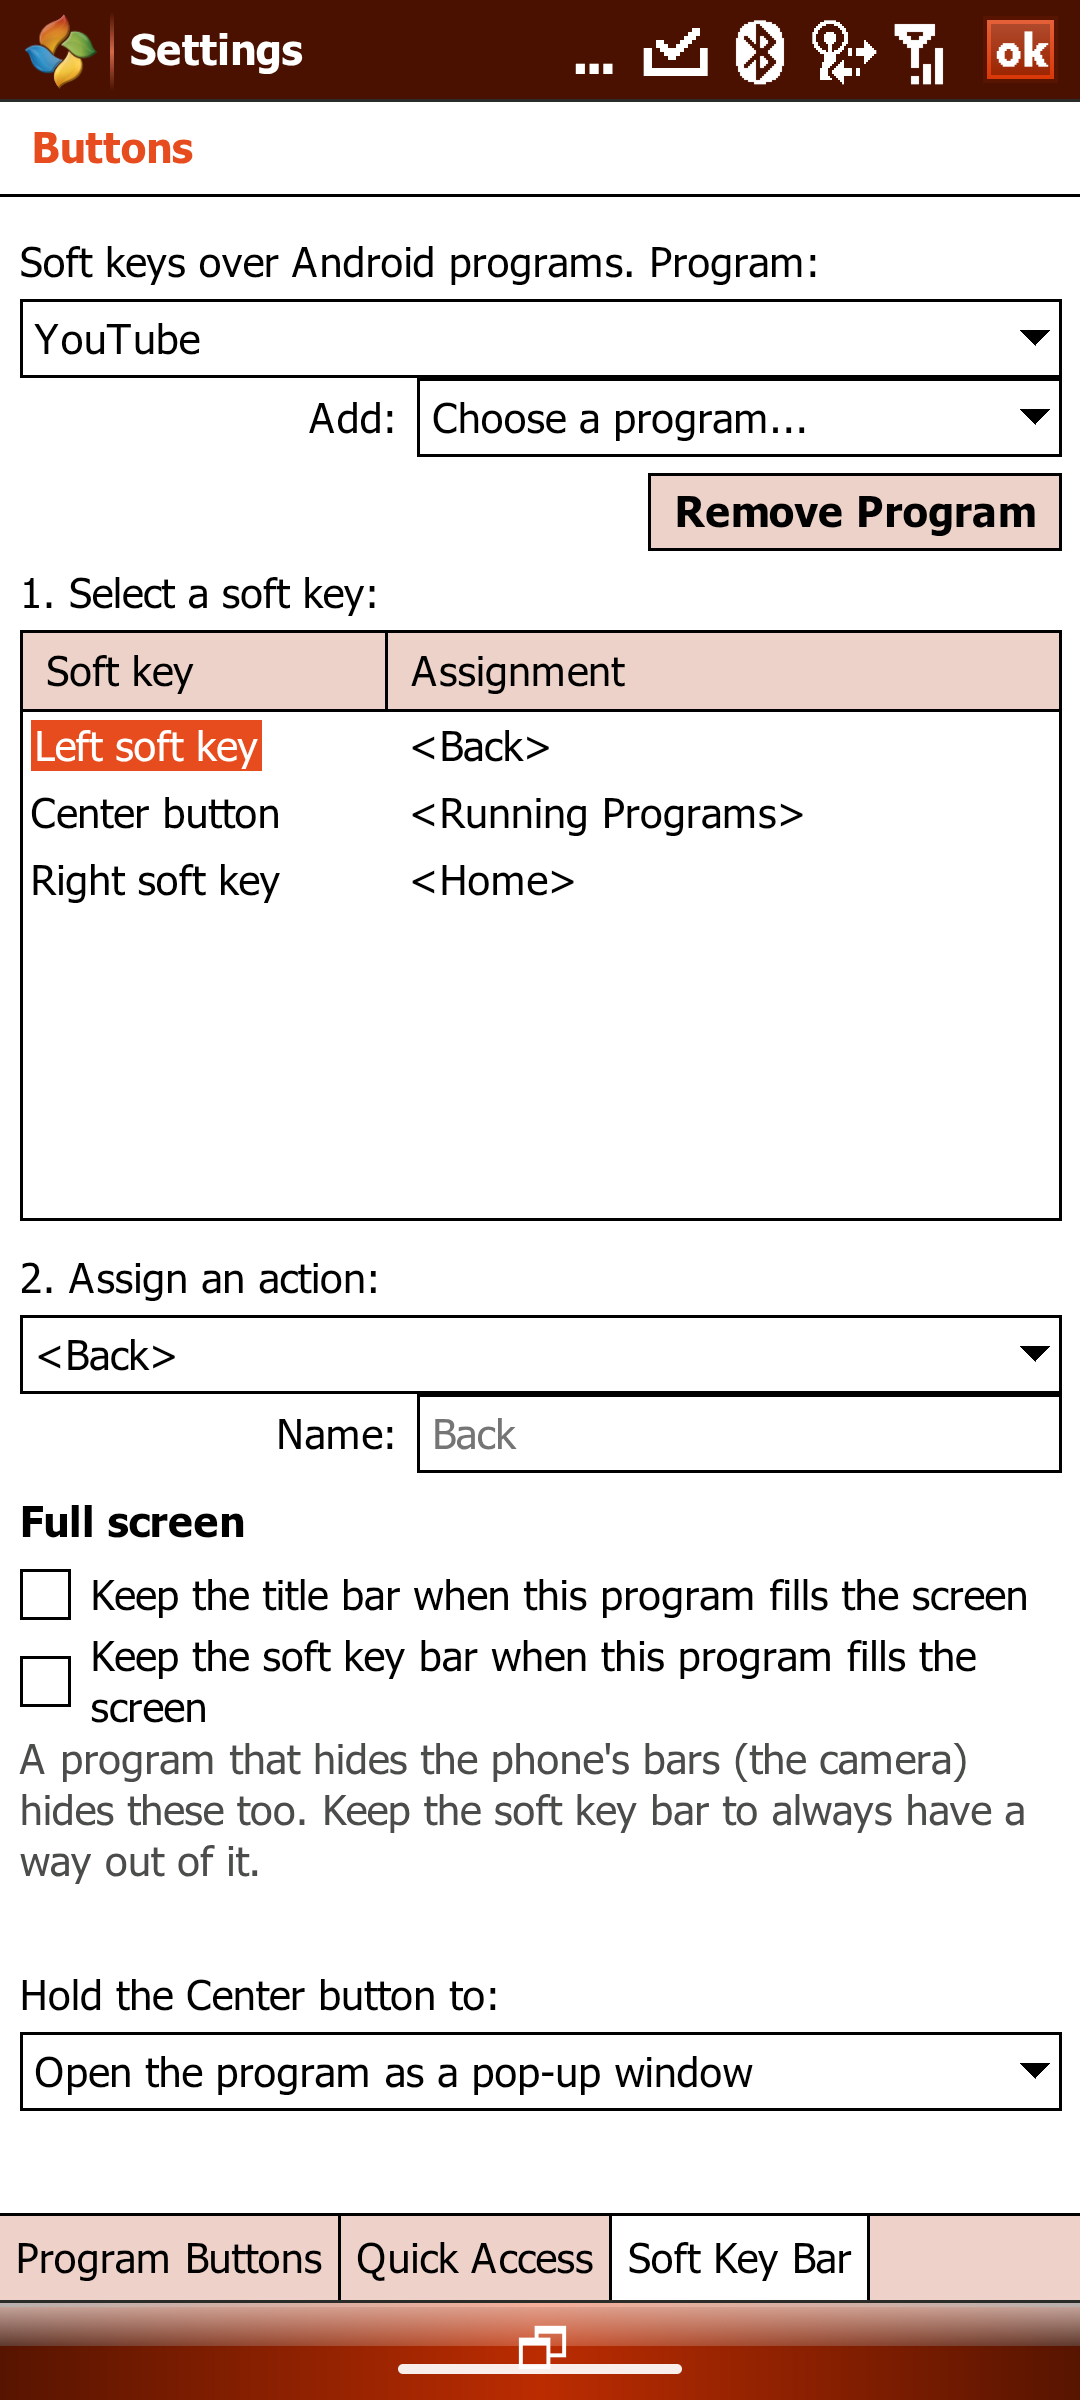 Settings
ok
Buttons
Soft keys over Android programs. Program:
YouTube
Add: Choose a program...
Remove Program
1. Select a soft key:
Soft key Assignment
Left soft key <Back>
Center button <Running Programs>
Right soft key <Home>
2. Assign an action:
<Back>
Name: Back
Full screen
Keep the title bar when this program fills the screen
Keep the soft key bar when this program fills the
screen
A program that hides the phone's bars (the camera)
hides these too. Keep the soft key bar to always have a
way out of it.
Hold the Center button to:
Open the program as a pop-up window
Program Buttons Quick Access Soft Key Bar